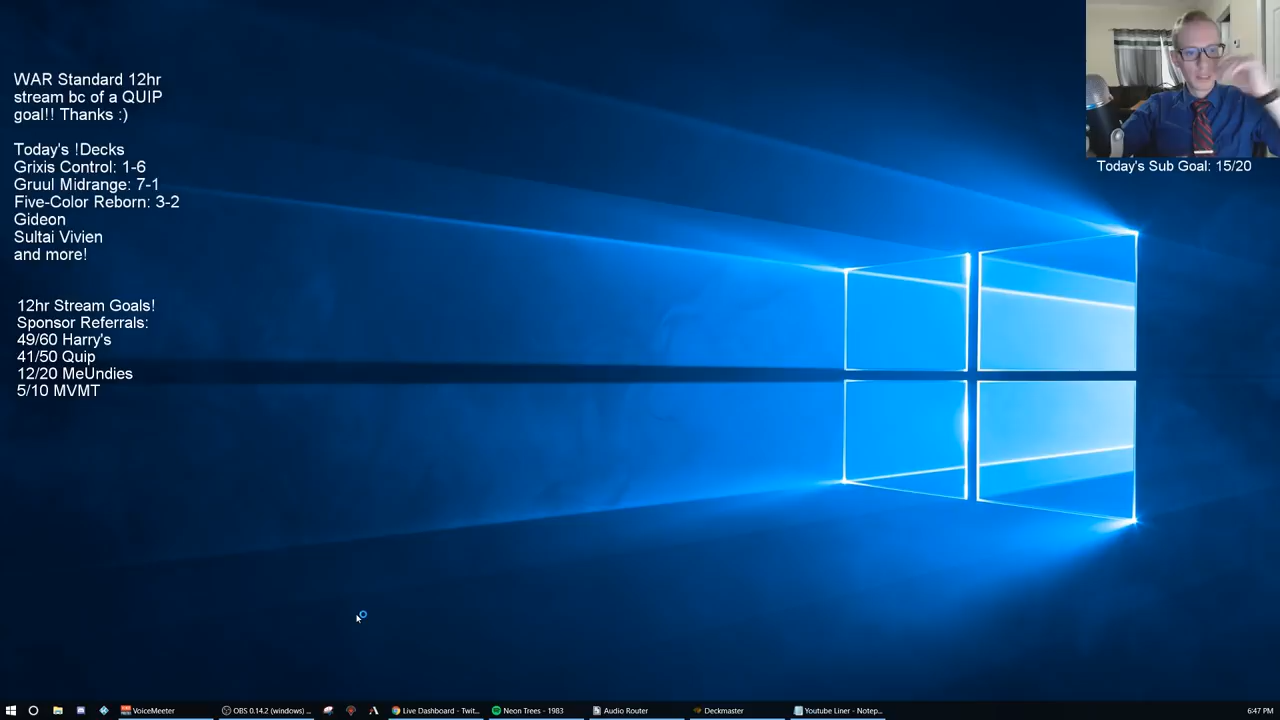 WAR Standard 12hr
stream bc of a QUIP
goal!! Thanks :)
Today's !Decks
Grixis Control: 1-6
Gruul Midrange: 7-1
Five-Color Reborn: 3-2
Gideon
Sultai Vivien
and more!
12hr Stream Goals!
Sponsor Referrals:
49/60 Harry's
41/50 Quip
12/20 MeUndies
5/10 MVMT
Today's Sub Goal: 15/20
VoiceMeeter
OBS 0.14.2 (windows) ...
Live Dashboard - Twit...
Neon Trees - 1983
Audio Router
Deckmaster
Youtube Liner - Notep...
6:47 PM